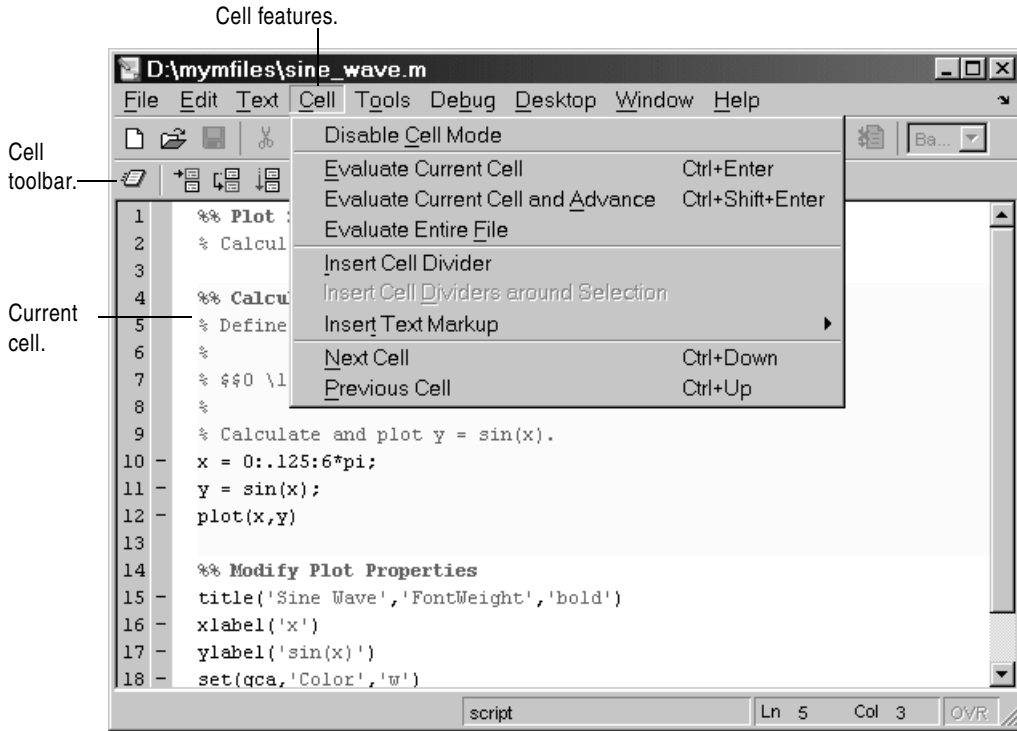 Cell features.
D:\mymfiles\sine_wave.m
File Edit Text Cell Tools Debug Desktop Window Help
Ba...
Cell
toolbar.
Disable Cell Mode
Evaluate Current Cell Ctrl+Enter
Evaluate Current Cell and Advance Ctrl+Shift+Enter
Evaluate Entire File
Insert Cell Divider
Insert Cell Dividers around Selection
Insert Text Markup
Next Cell Ctrl+Down
Previous Cell Ctrl+Up
Current
cell.
1 %% Plot
2 % Calcul
3
4 %% Calcu
5 % Define
6 %
7 % $$0 \l
8 %
9 % Calculate and plot y = sin(x).
10 - x = 0:.125:6*pi;
11 - y = sin(x);
12 - plot(x,y)
13
14 %% Modify Plot Properties
15 - title('Sine Wave','FontWeight','bold')
16 - xlabel('x')
17 - ylabel('sin(x)')
18 - set(gca,'Color','w')
script Ln 5 Col 3 OVR